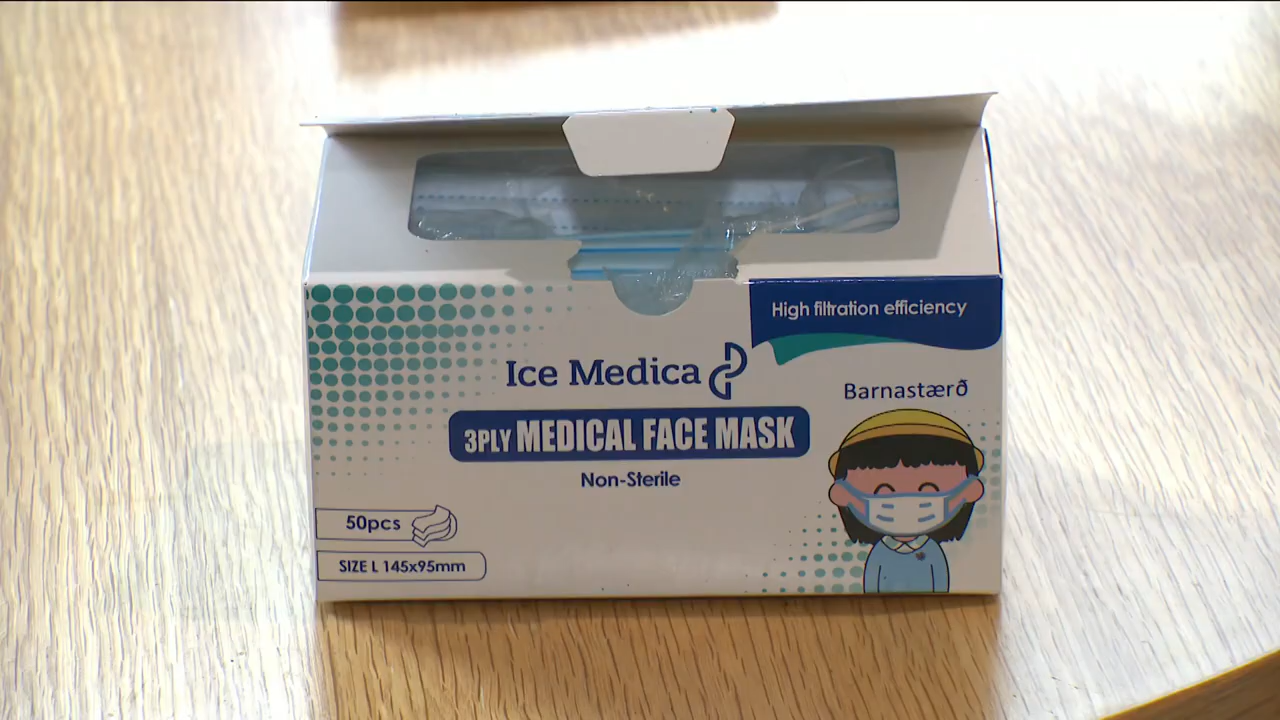 High filtration efficiency
Ice Medica
Barnastærð
3PLY MEDICAL FACE MASK
Non-Sterile
50pcs
SIZE L 145x95mm